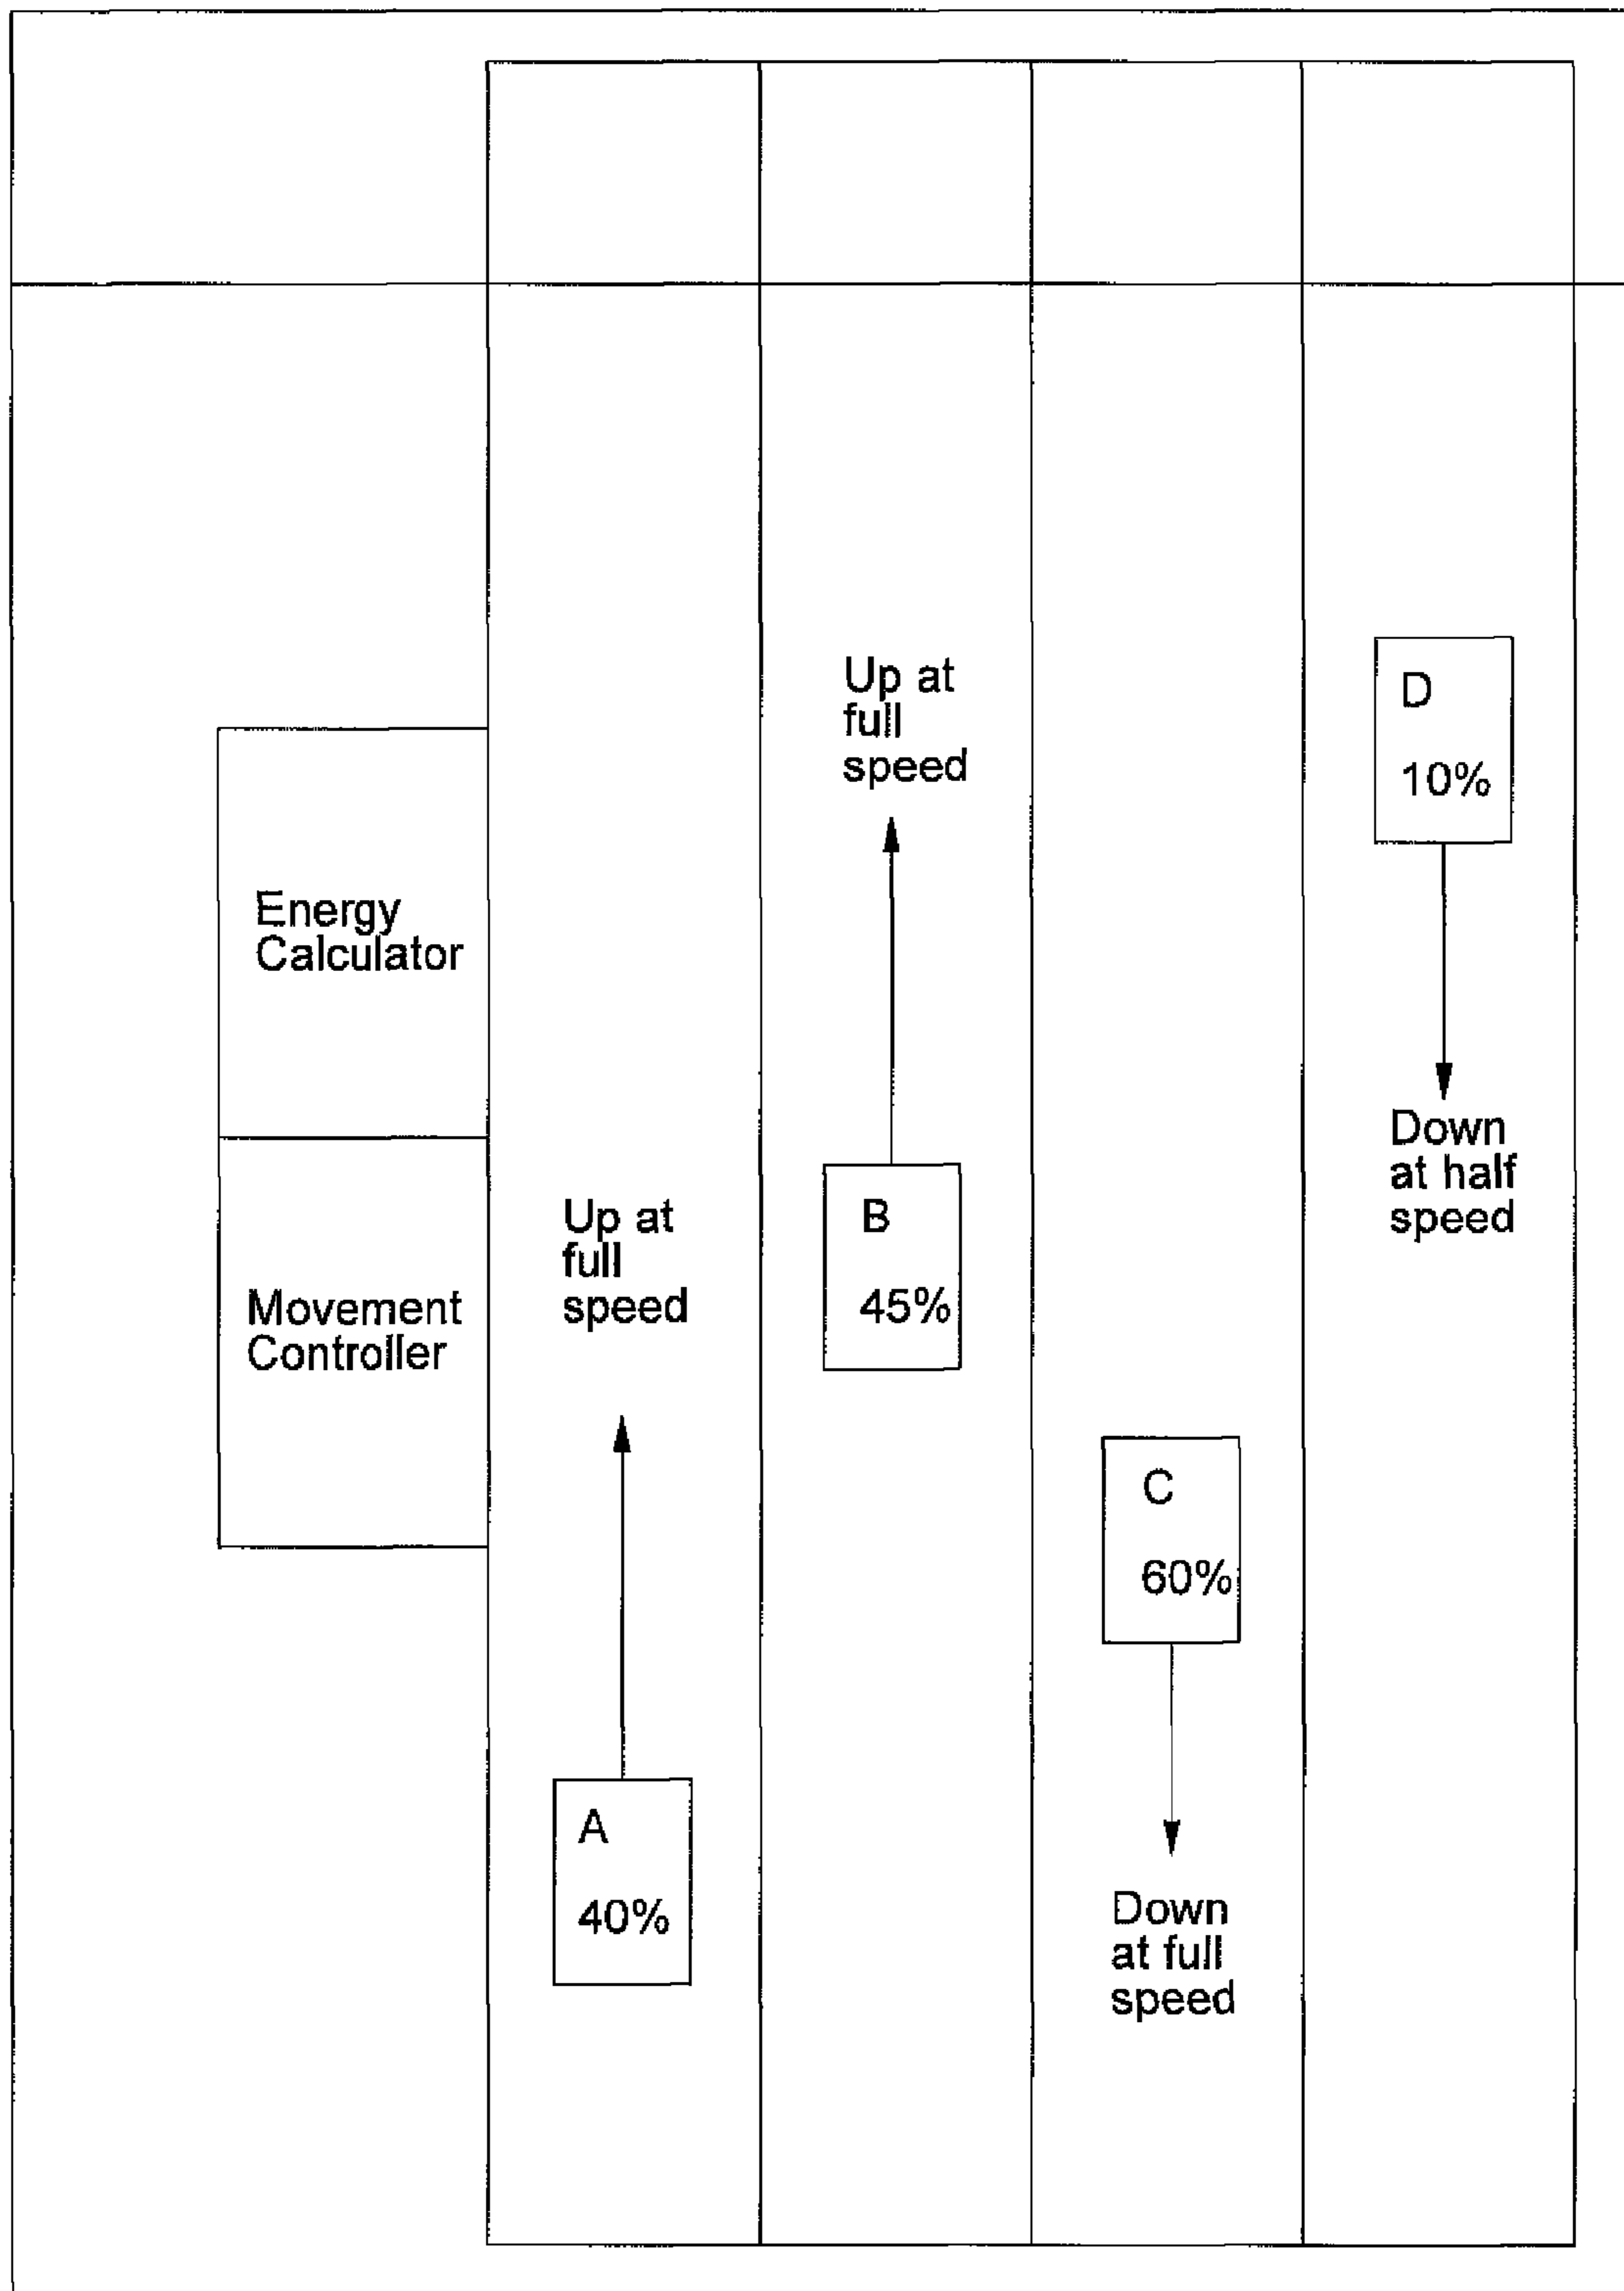 Energy
Calculator
Movement
Controller
Up at
full
speed
A
40%
Up at
full
speed
B
45%
C
60%
Down
at full
speed
D
10%
Down
at half
speed